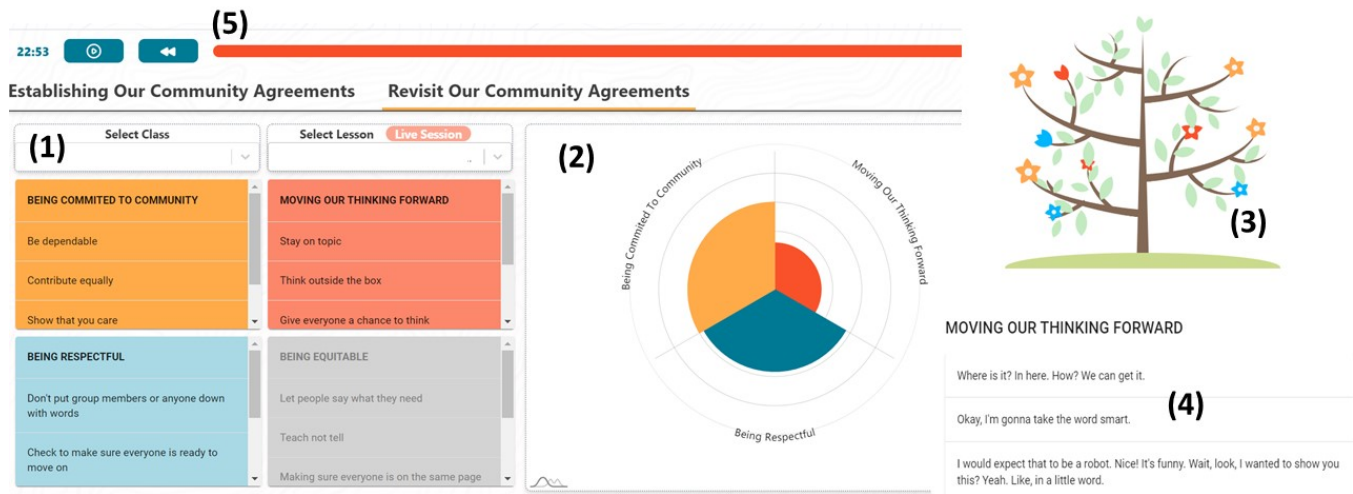 (5)
22:53
Establishing Our Community Agreements
Revisit Our Community Agreements
(1)
Select Class
Select Lesson
Live Session
BEING COMMITED TO COMMUNITY
Be dependable
Contribute equally
Show that you care
MOVING OUR THINKING FORWARD
Stay on topic
Think outside the box
Give everyone a chance to think
BEING RESPECTFUL
Don't put group members or anyone down
with words
Check to make sure everyone is ready to
move on
BEING EQUITABLE
Let people say what they need
Teach not tell
Making sure everyone is on the same page
(2)
Being Commited To Community
Moving Our Thinking Forward
Being Respectful
(3)
MOVING OUR THINKING FORWARD
Where is it? In here. How? We can get it.
Okay, I'm gonna take the word smart.
(4)
I would expect that to be a robot. Nice! It's funny. Wait, look, I wanted to show you
this? Yeah. Like, in a little word.